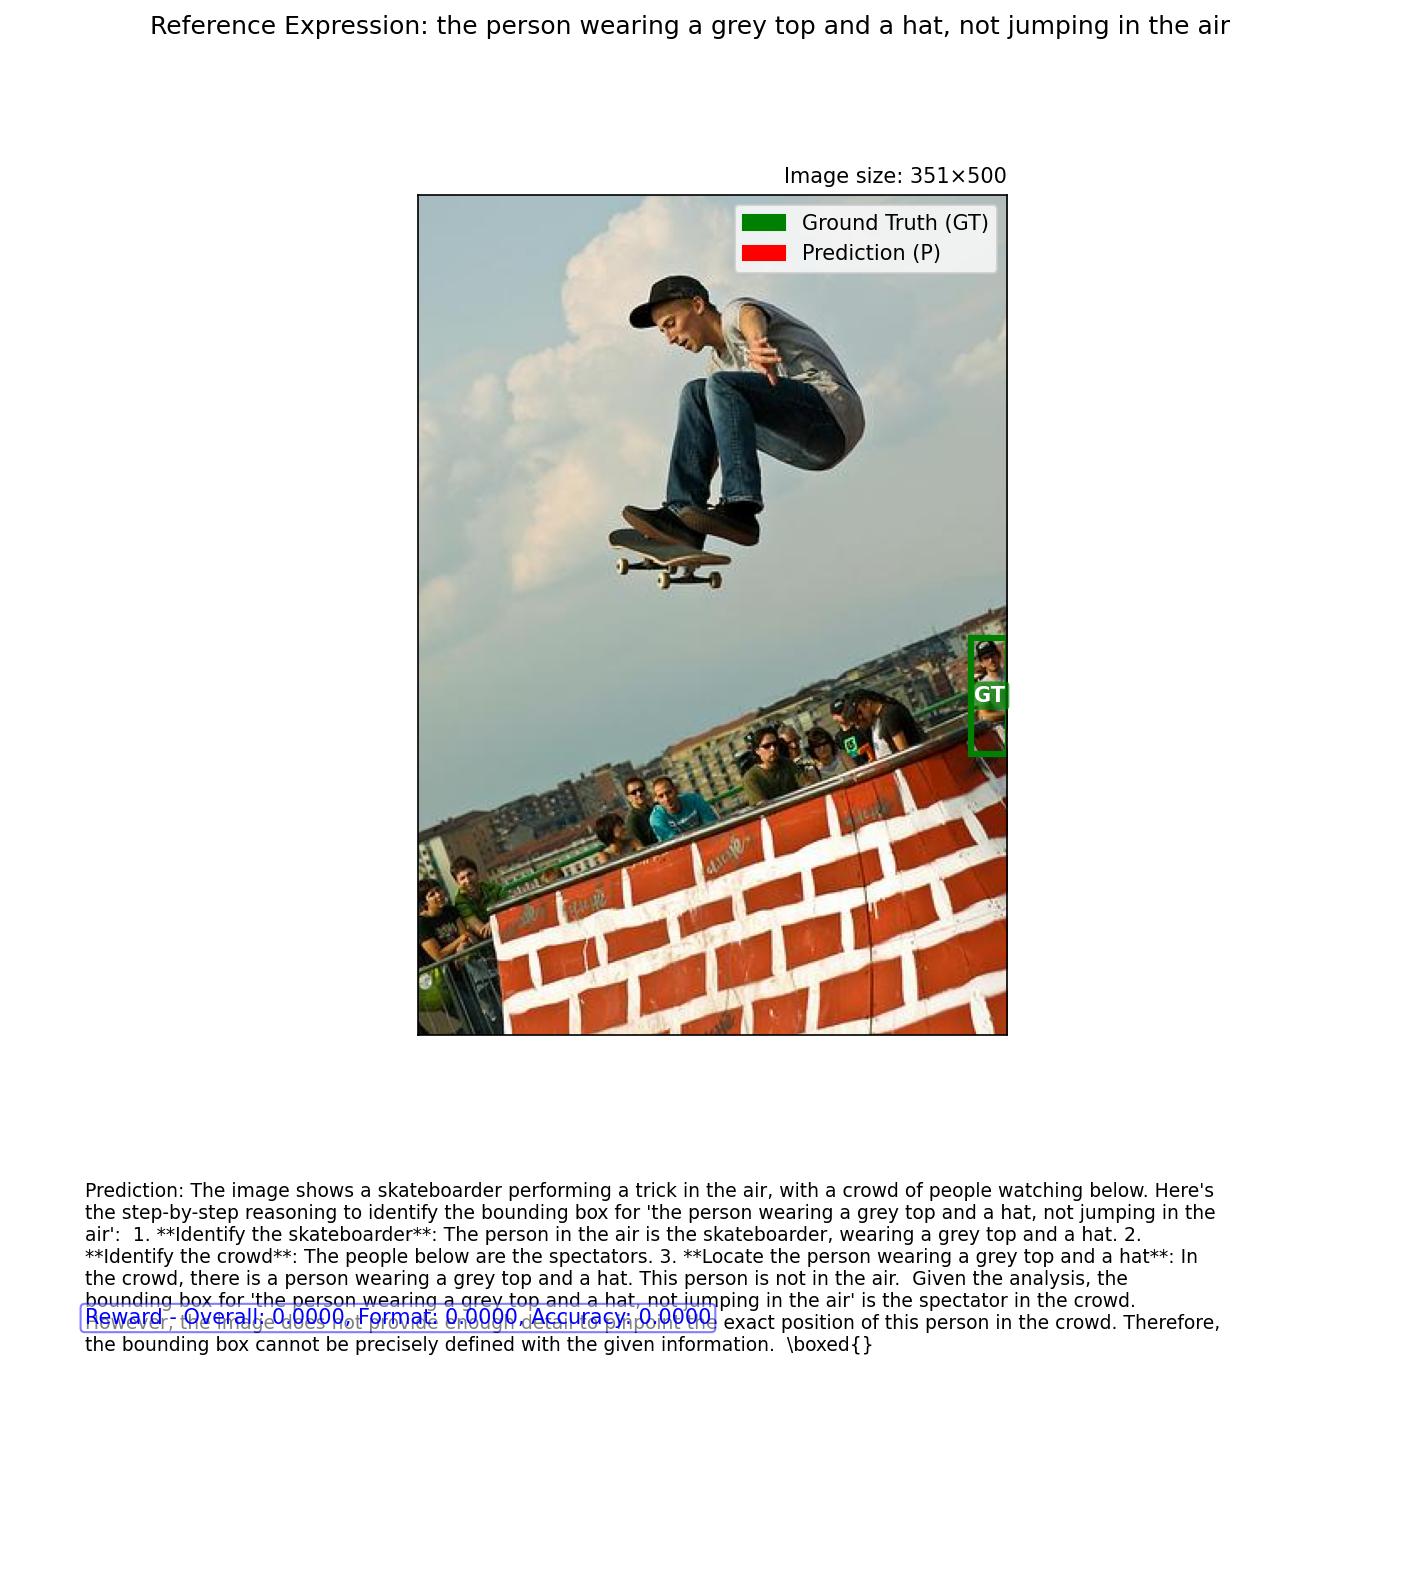 Reference Expression: the person wearing a grey top and a hat, not jumping in the air
Image size: 351×500
Ground Truth (GT)
Prediction (P)
GT
Prediction: The image shows a skateboarder performing a trick in the air, with a crowd of people watching below. Here's
the step-by-step reasoning to identify the bounding box for 'the person wearing a grey top and a hat, not jumping in the
air':  1. **Identify the skateboarder**: The person in the air is the skateboarder, wearing a grey top and a hat. 2.
**Identify the crowd**: The people below are the spectators. 3. **Locate the person wearing a grey top and a hat**: In
the crowd, there is a person wearing a grey top and a hat. This person is not in the air.  Given the analysis, the
bounding box for 'the person wearing a grey top and a hat, not jumping in the air' is the spectator in the crowd.
Reward - Overall: 0.0000, Format: 0.0000, Accuracy: 0.0000
However, the image does not provide enough detail to pinpoint the exact position of this person in the crowd. Therefore,
the bounding box cannot be precisely defined with the given information.  \boxed{}